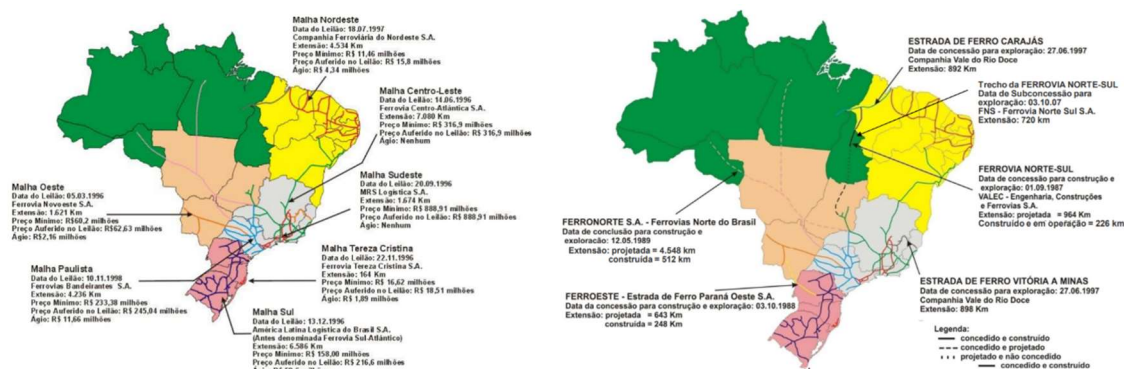 Malha Nordeste
Data do Leilão: 18.07.1997
Companhia Ferroviária do Nordeste S.A.
Extensão: 4.534 Km
Preço Mínimo: R$ 11,46 milhões
Preço Auferido no Leilão: R$ 15,8 milhões
Ágio: R$ 4,34 milhões
Malha Centro-Leste
Data do Leilão: 14.06.1996
Ferrovia Centro-Atlântica S.A.
Extensão: 7.080 Km
Preço Mínimo: R$ 316,9 milhões
Preço Auferido no Leilão: R$ 316,9 milhões
Ágio: Nenhum
Malha Sudeste
Data do Leilão: 20.09.1996
MRS Logística S.A.
Extensão: 1.674 Km
Preço Mínimo: R$ 888,91 milhões
Preço Auferido no Leilão: R$ 888,91 milhões
Ágio: Nenhum
Malha Oeste
Data do Leilão: 05.03.1996
Ferrovia Novoeste S.A.
Extensão: 1.621 Km
Preço Mínimo: R$60,2 milhões
Preço Auferido no Leilão: R$62,63 milhões
Ágio: R$2,16 milhões
Malha Tereza Cristina
Data do Leilão: 22.11.1996
Ferrovia Tereza Cristina S.A.
Extensão: 164 Km
Preço Mínimo: R$ 16,62 milhões
Preço Auferido no Leilão: R$ 18,51 milhões
Ágio: R$ 1,89 milhões
Malha Paulista
Data do Leilão: 10.11.1998
Ferrovias Bandeirantes S.A.
Extensão: 4.236 Km
Preço Mínimo: R$ 233,38 milhões
Preço Auferido no Leilão: R$ 245,04 milhões
Ágio: R$ 11,66 milhões
Malha Sul
Data do Leilão: 13.12.1996
América Latina Logística do Brasil S.A.
(Antes denominada Ferrovia Sul-Atlântico)
Extensão: 6.586 Km
Preço Mínimo: R$ 158,00 milhões
Preço Auferido no Leilão: R$ 216,6 milhões
ESTRADA DE FERRO CARAJÁS
Data de concessão para exploração: 27.06.1997
Companhia Vale do Rio Doce
Extensão: 892 Km
Trecho da FERROVIA NORTE-SUL
Data de Subconcessão para
exploração: 03.10.07
FNS - Ferrovia Norte Sul S.A.
Extensão: 720 km
FERROVIA NORTE-SUL
Data de concessão para construção e
exploração: 01.09.1987
VALEC - Engenharia, Construções
e Ferrovias S.A.
Extensão: projetada = 964 Km
Construído e em operação = 226 km
FERRONORTE S.A. - Ferrovias Norte do Brasil
Data de conclusão para construção e
exploração: 12.05.1989
Extensão: projetada = 4.548 km
construída = 512 km
ESTRADA DE FERRO VITÓRIA A MINAS
Data de concessão para exploração: 27.06.1997
Companhia Vale do Rio Doce
Extensão: 898 Km
FERROESTE - Estrada de Ferro Paraná Oeste S.A.
Data da concessão para construção e exploração: 03.10.1988
Extensão: projetada = 643 Km
construída = 248 Km
Legenda:
concedido e construído
concedido e projetado
projetado e não concedido
concedido e construído